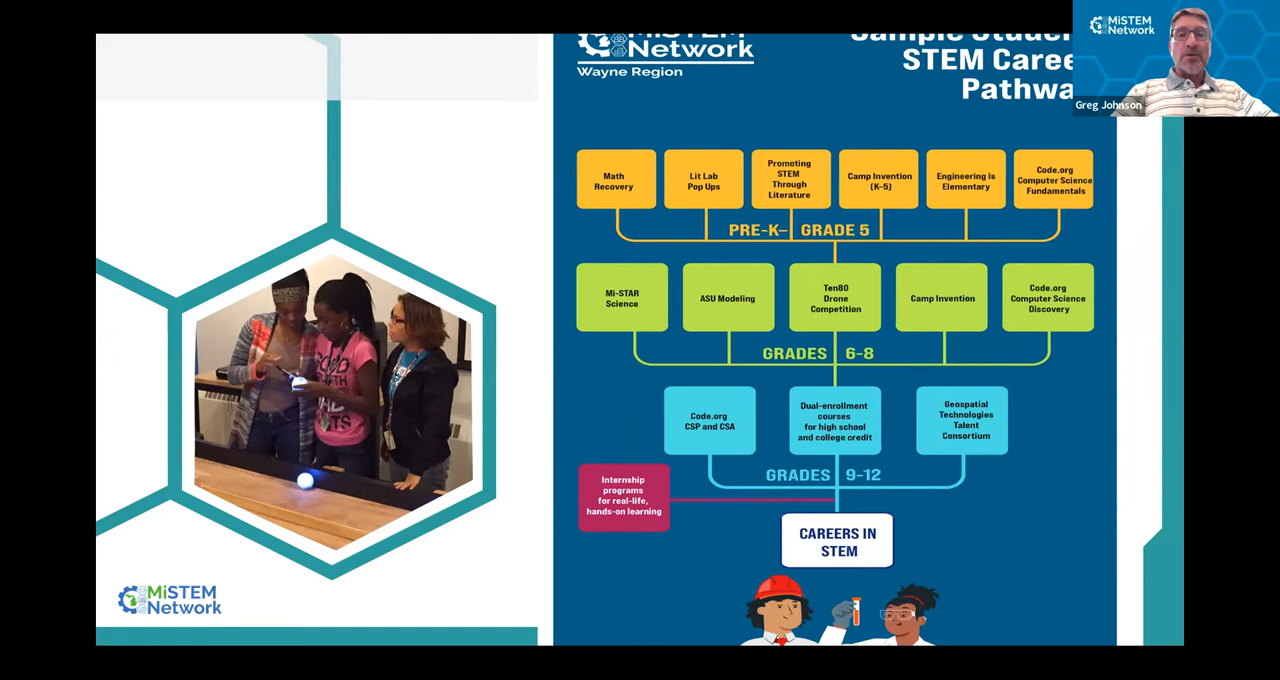 MiSTEM
Network
Wayne Region
Sample Student
STEM Caree
Pathwa
MiSTEM
Network
Greg Johnson
Math
Recovery
Lit Lab
Pop Ups
Promoting
STEM
Through
Literature
Camp Invention
(K-5)
Engineering Is
Elementary
Code.org
Computer Science
Fundamentals
PRE-K– GRADE 5
Mi-STAR
Science
ASU Modeling
Ten80
Drone
Competition
Camp Invention
Code.org
Computer Science
Discovery
GRADES 6-8
Code.org
CSP and CSA
Dual-enrollment
courses
for high school
and college credit
Geospatial
Technologies
Talent
Consortium
GRADES 9-12
Internship
programs
for real-life,
hands-on learning
CAREERS IN
STEM
MiSTEM
Network